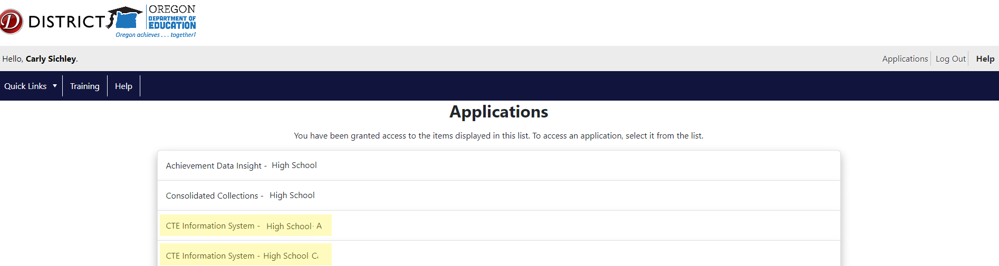 D DISTRICT
OREGON
DEPARTMENT OF
EDUCATION
Oregon achieves . . . together!
Hello, Carly Sichley.
Applications Log Out Help
Quick Links Training Help
Applications
You have been granted access to the items displayed in this list. To access an application, select it from the list.
Achievement Data Insight - High School
Consolidated Collections - High School
CTE Information System - High School A
CTE Information System - High School